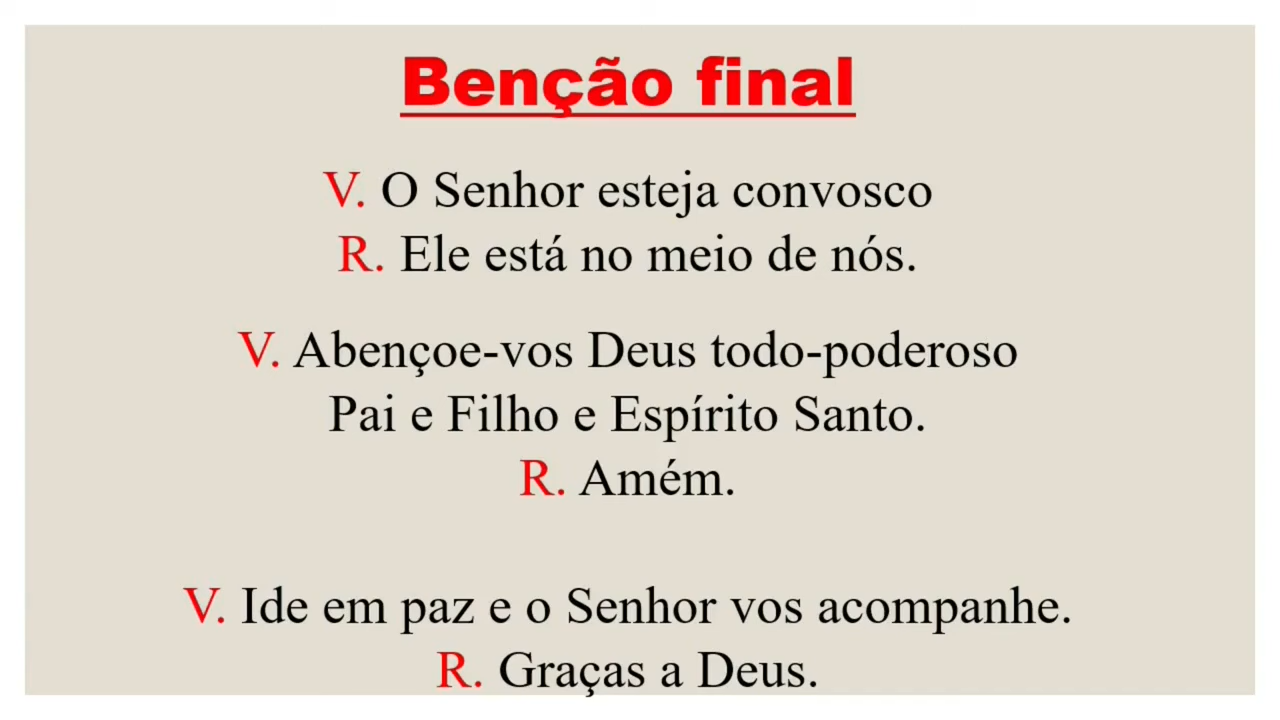 Benção final
V. O Senhor esteja convosco
R. Ele está no meio de nós.
V. Abençoe-vos Deus todo-poderoso
Pai e Filho e Espírito Santo.
R. Amém.
V. Ide em paz e o Senhor vos acompanhe.
R. Graças a Deus.